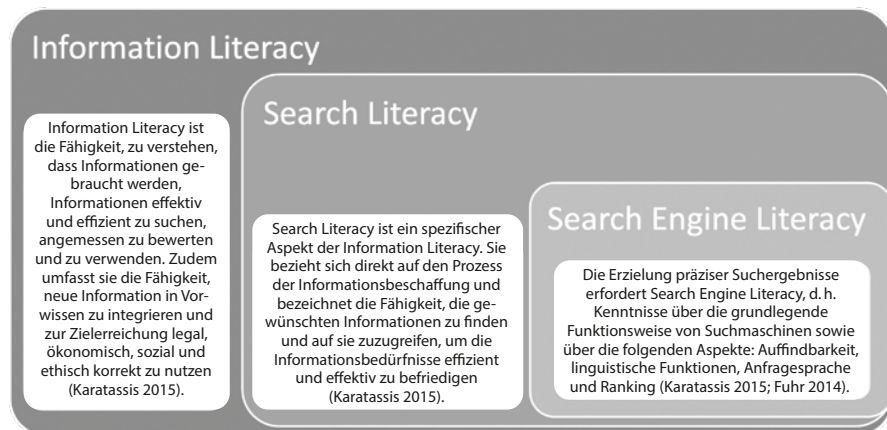 Information Literacy
Information Literacy ist
die Fähigkeit, zu verstehen,
dass Informationen ge-
braucht werden,
Informationen effektiv
und effizient zu suchen,
angemessen zu bewerten
und zu verwenden. Zudem
umfasst sie die Fähigkeit,
neue Information in Vor-
wissen zu integrieren und
zur Zielerreichung legal,
ökonomisch, sozial und
ethisch korrekt zu nutzen
(Karatassis 2015).
Search Literacy
Search Literacy ist ein spezifischer
Aspekt der Information Literacy. Sie
bezieht sich direkt auf den Prozess
der Informationsbeschaffung und
bezeichnet die Fähigkeit, die ge-
wünschten Informationen zu finden
und auf sie zuzugreifen, um die
Informationsbedürfnisse effizient
und effektiv zu befriedigen
(Karatassis 2015).
Search Engine Literacy
Die Erzielung präziser Suchergebnisse
erfordert Search Engine Literacy, d. h.
Kenntnisse über die grundlegende
Funktionsweise von Suchmaschinen sowie
über die folgenden Aspekte: Auffindbarkeit,
linguistische Funktionen, Anfragesprache
und Ranking (Karatassis 2015; Fuhr 2014).